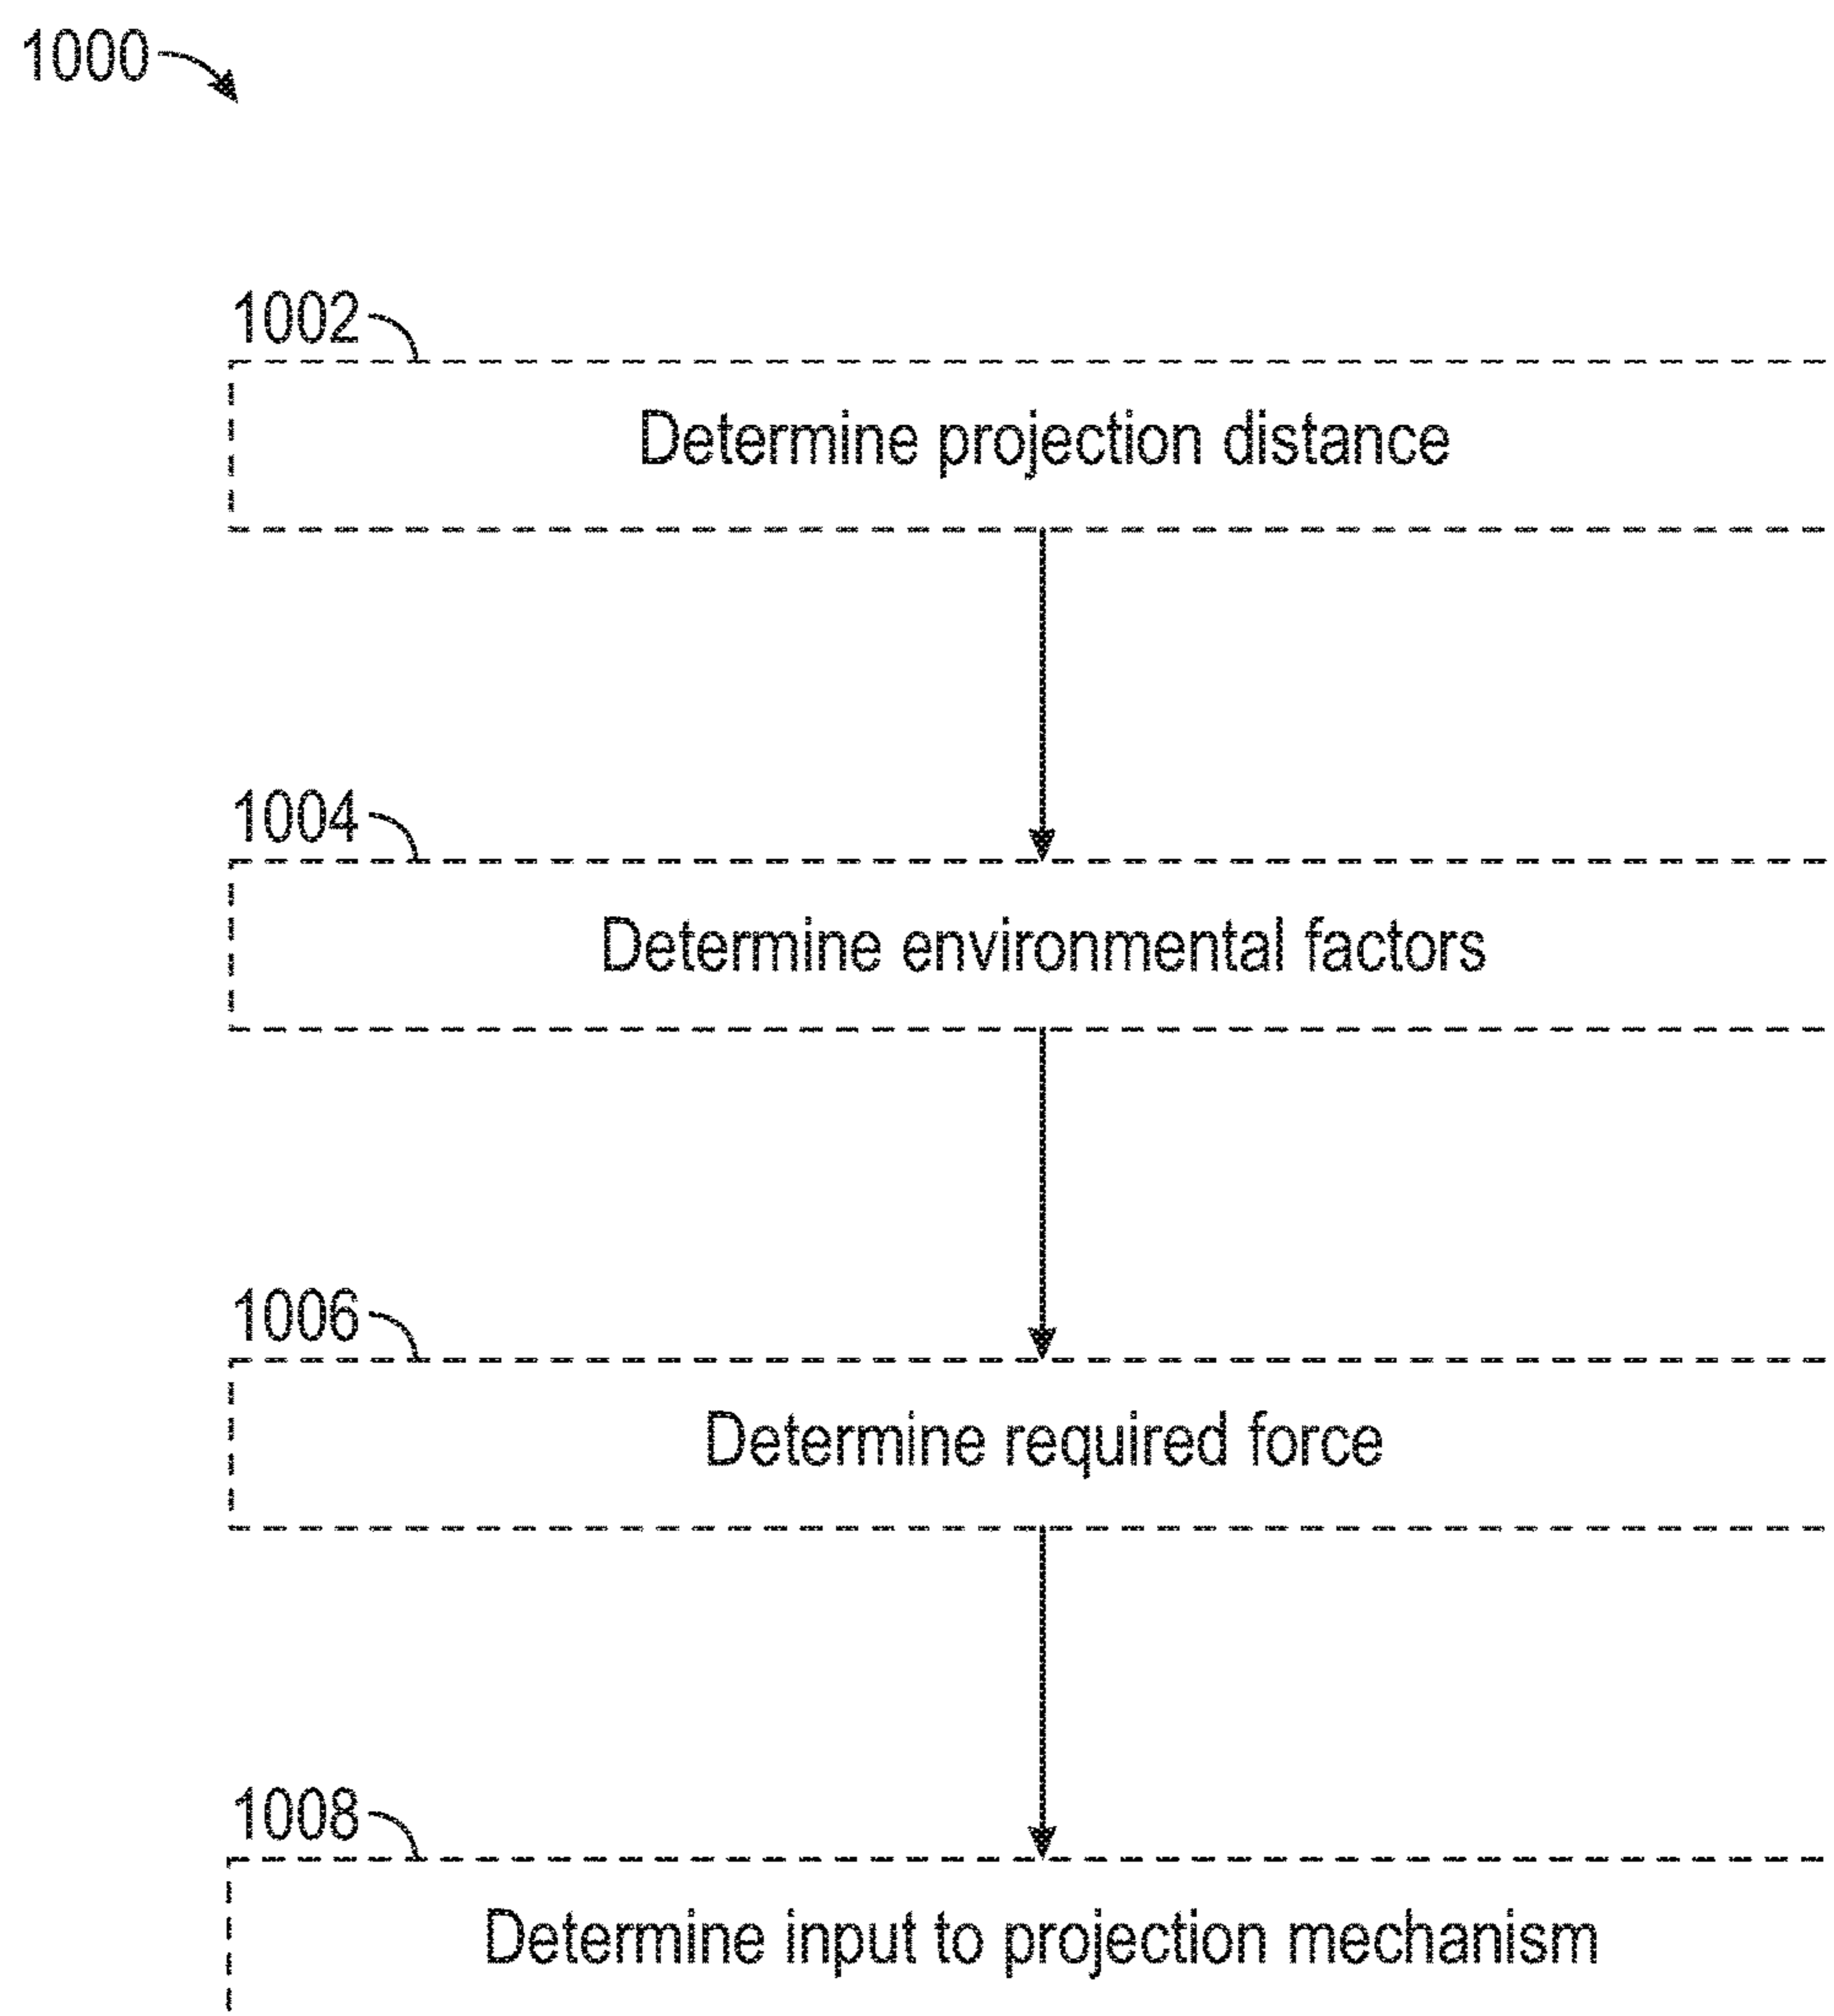 1000
1002
Determine projection distance
1004
Determine environmental factors
1006
Determine required force
1008
Determine input to projection mechanism